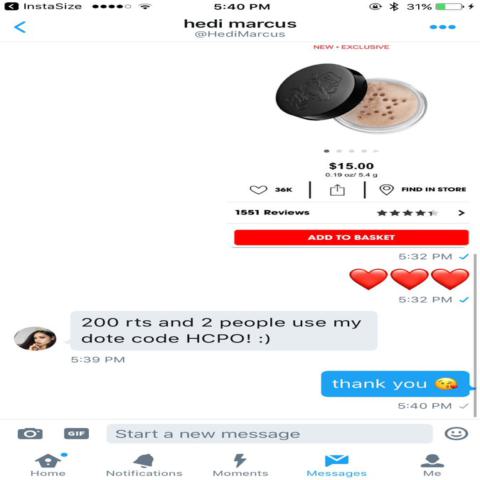 InstaSize 5:40 PM 31%
hedi marcus
@HediMarcus
NEW • EXCLUSIVE
$15.00
0.19 oz/ 5.4 g
36K FIND IN STORE
1551 Reviews
ADD TO BASKET
5:32 PM
5:32 PM
200 rts and 2 people use my
dote code HCPO! :)
5:39 PM
thank you 😘
5:40 PM
GIF Start a new message
Home Notifications Moments Messages Me